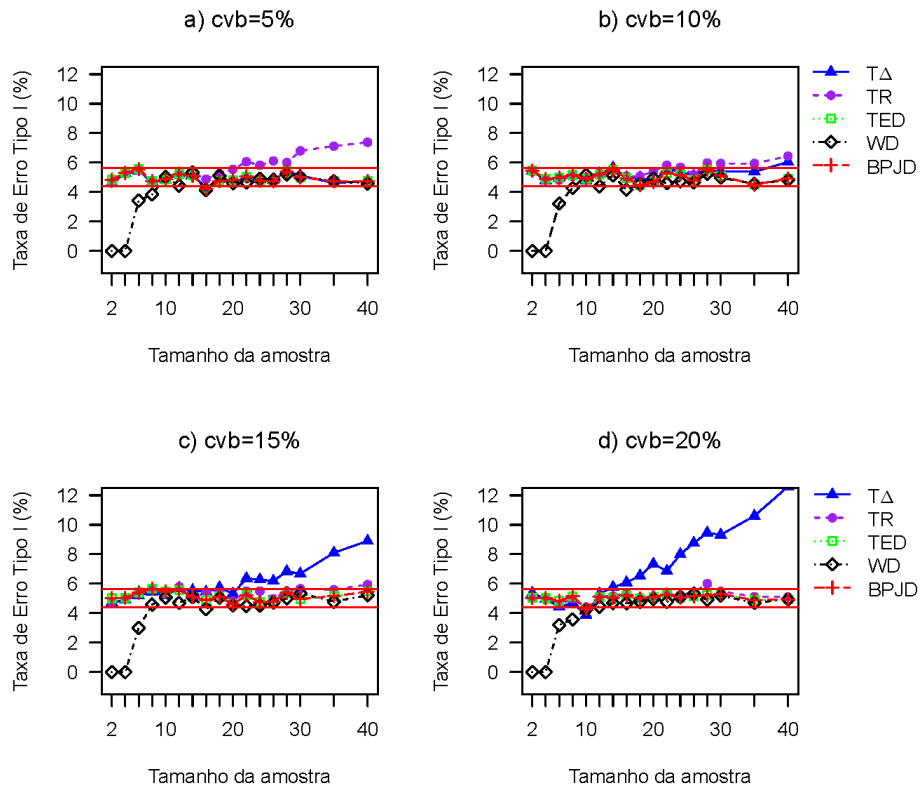 a) cvb=5%
b) cvb=10%
Taxa de Erro Tipo I (%)
12
10
8
6
4
2
0
2
10
20
30
40
Tamanho da amostra
Taxa de Erro Tipo I (%)
12
10
8
6
4
2
0
2
10
20
30
40
Tamanho da amostra
TΔ
TR
TED
WD
BPJD
c) cvb=15%
d) cvb=20%
Taxa de Erro Tipo I (%)
12
10
8
6
4
2
0
2
10
20
30
40
Tamanho da amostra
Taxa de Erro Tipo I (%)
12
10
8
6
4
2
0
2
10
20
30
40
Tamanho da amostra
TΔ
TR
TED
WD
BPJD